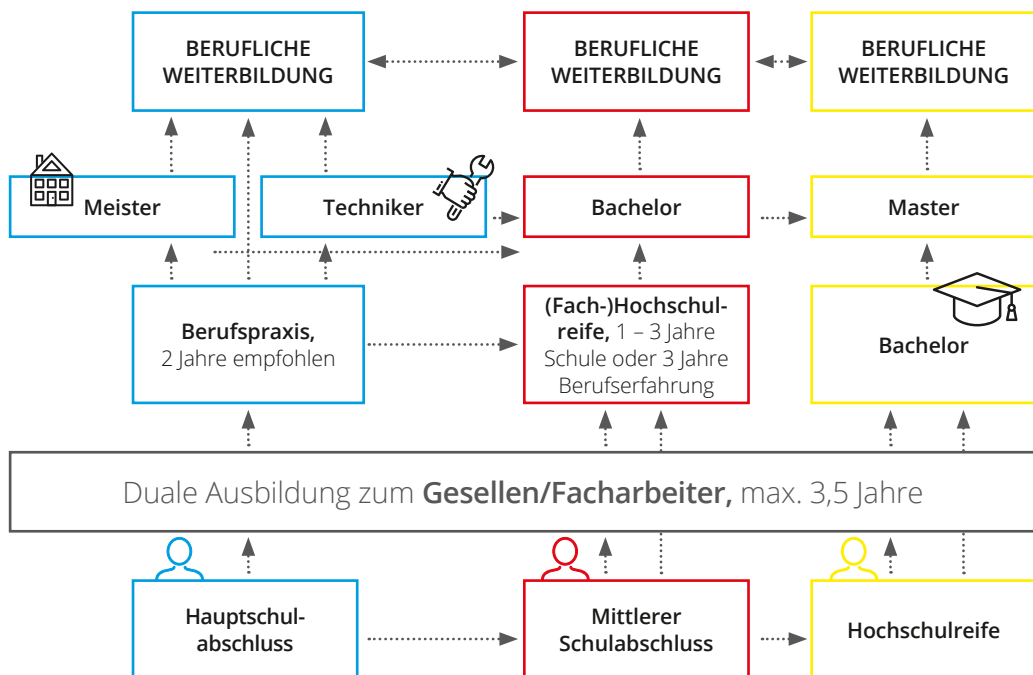 BERUFLICHE
WEITERBILDUNG
BERUFLICHE
WEITERBILDUNG
BERUFLICHE
WEITERBILDUNG
Meister
Techniker
Bachelor
Master
Berufspraxis,
2 Jahre empfohlen
(Fach-)Hochschul-
reife, 1 – 3 Jahre
Schule oder 3 Jahre
Berufserfahrung
Bachelor
Duale Ausbildung zum Gesellen/Facharbeiter, max. 3,5 Jahre
Hauptschul-
abschluss
Mittlerer
Schulabschluss
Hochschulreife